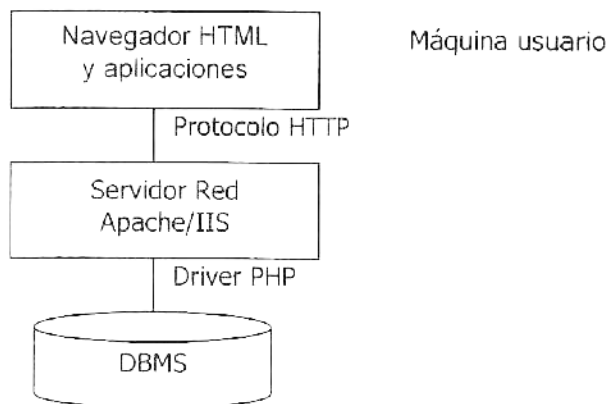 Navegador HTML
y aplicaciones
Máquina usuario
Protocolo HTTP
Servidor Red
Apache/IIS
Driver PHP
DBMS